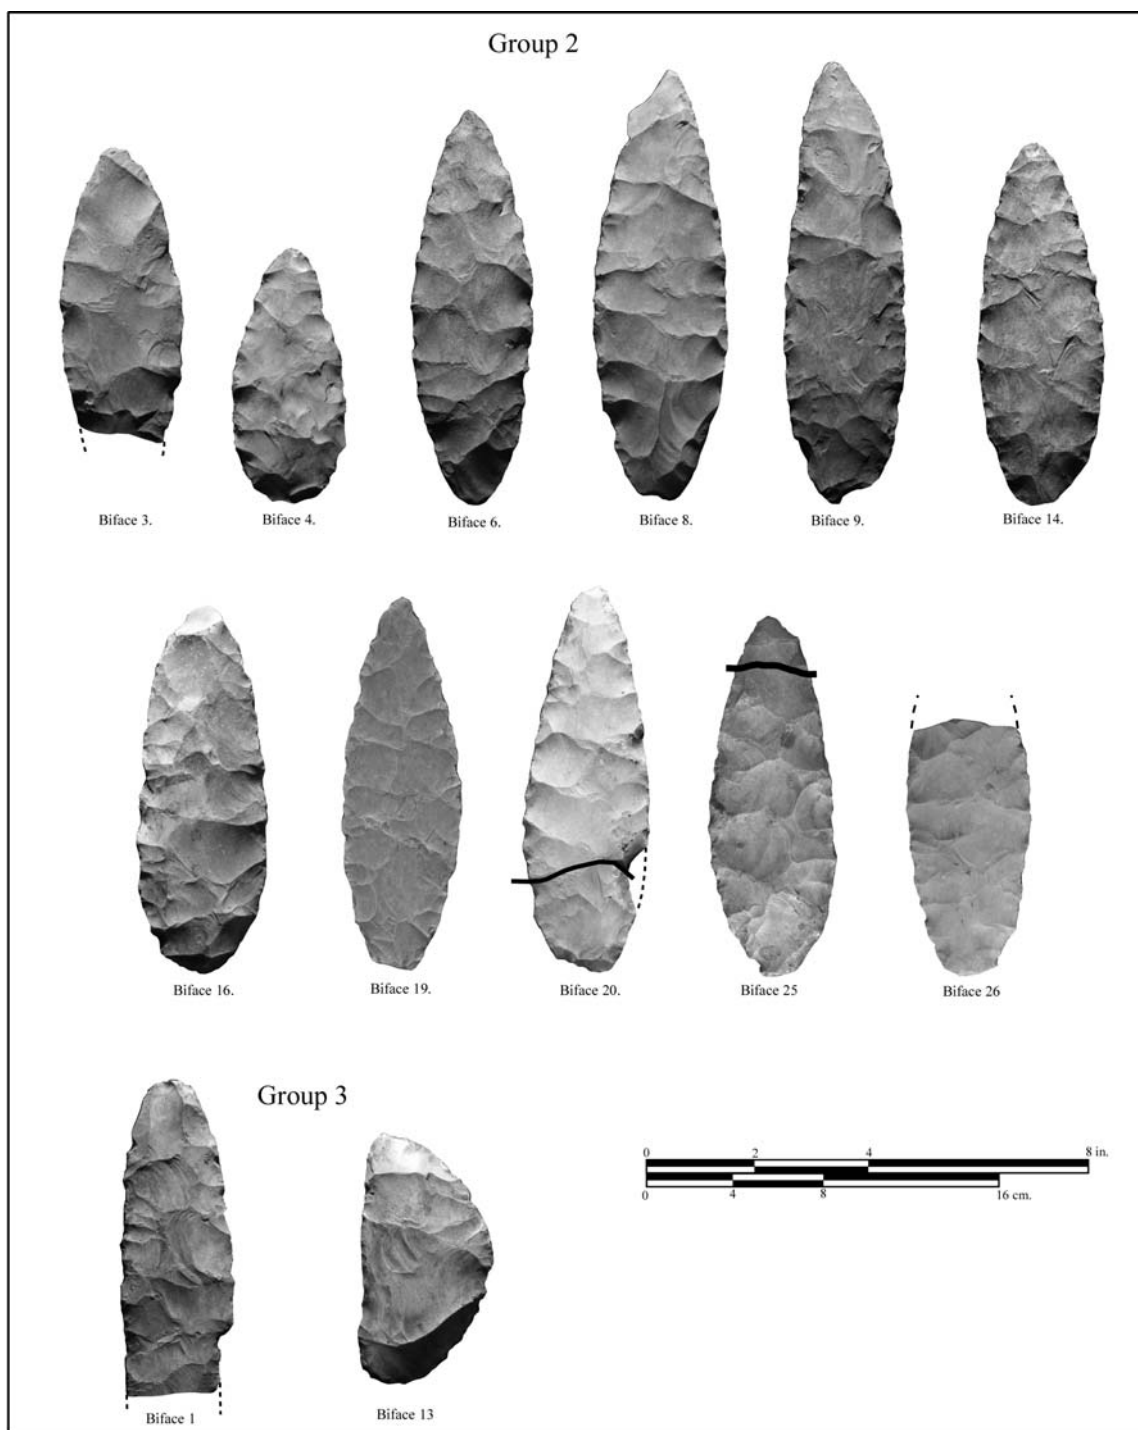 Group 2
Biface 3.
Biface 4.
Biface 6.
Biface 8.
Biface 9.
Biface 14.
Biface 16.
Biface 19.
Biface 20.
Biface 25
Biface 26
Group 3
0 2 4 8 in.
0 4 8 16 cm.
Biface 1
Biface 13